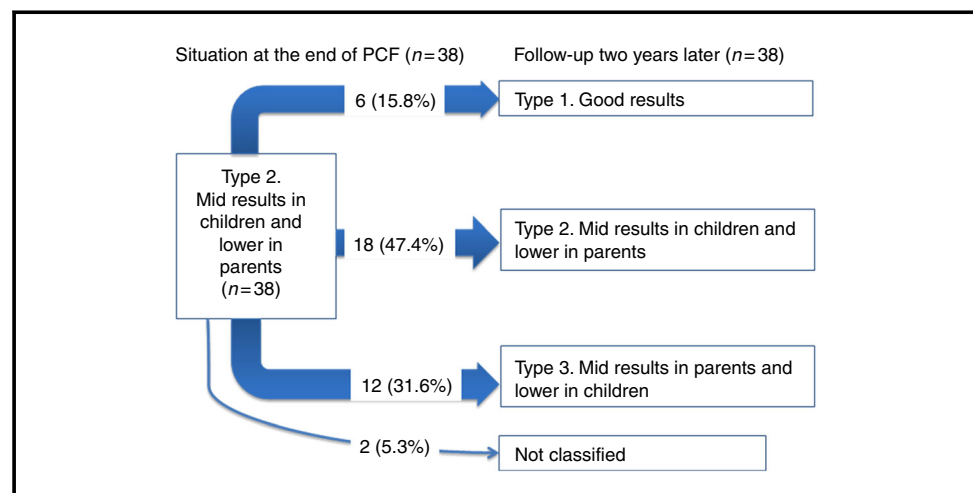 Situation at the end of PCF (n=38)
Follow-up two years later (n=38)
6 (15.8%)
Type 1. Good results
Type 2.
Mid results in
children and
lower in
parents
(n=38)
18 (47.4%)
Type 2. Mid results in children and
lower in parents
12 (31.6%)
Type 3. Mid results in parents and
lower in children
2 (5.3%)
Not classified